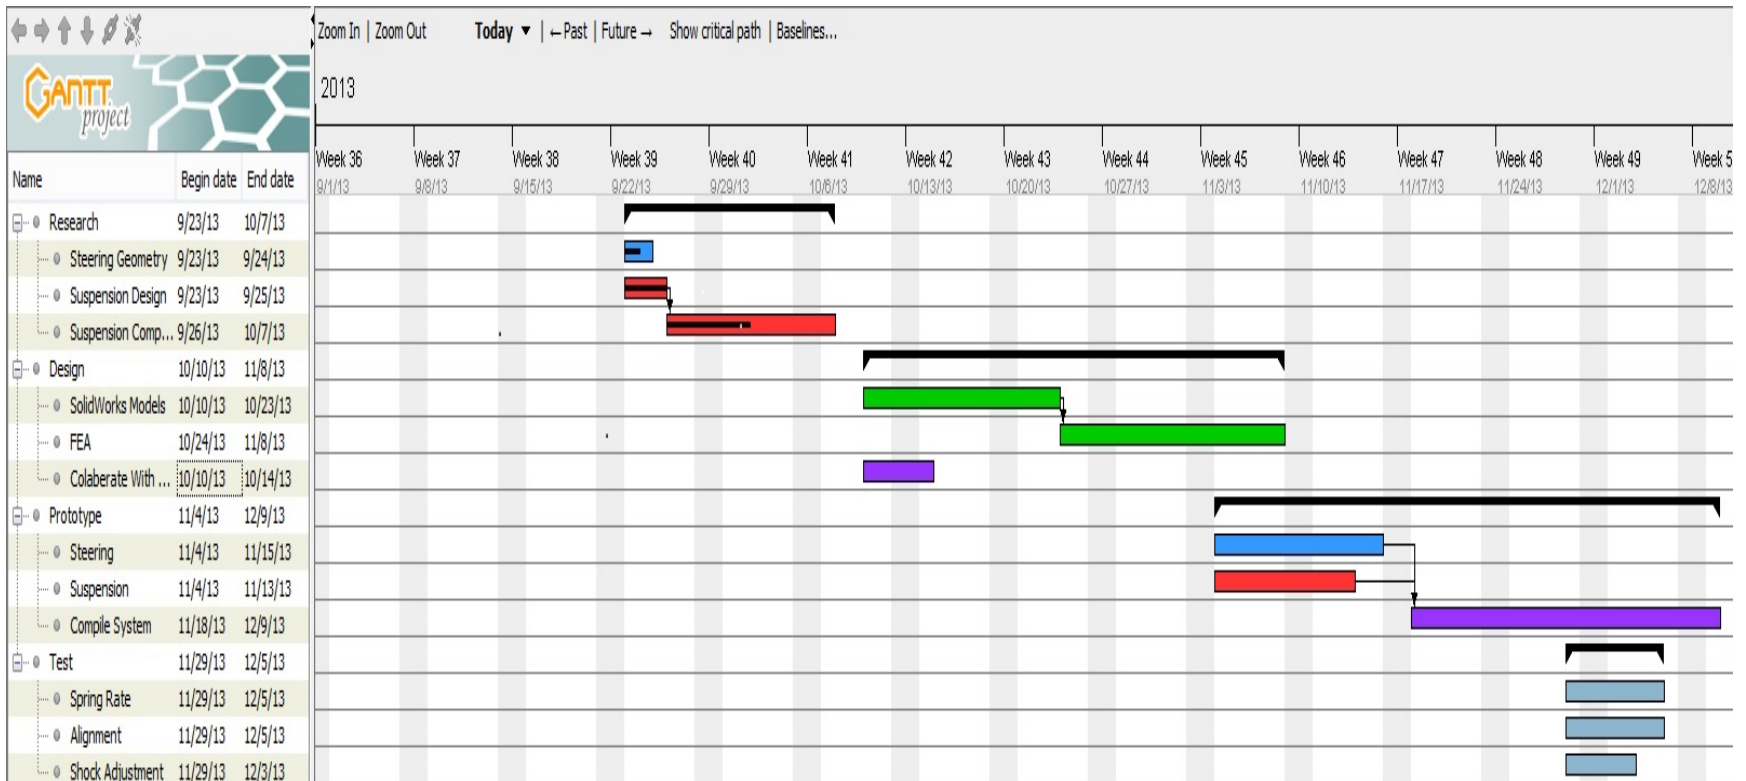 Zoom In | Zoom Out Today ▼ | ←Past | Future→ Show critical path | Baselines...
GANTT
project
2013
Week 36 Week 37 Week 38 Week 39 Week 40 Week 41 Week 42 Week 43 Week 44 Week 45 Week 46 Week 47 Week 48 Week 49 Week 5
Name Begin date End date
9/1/13 9/8/13 9/15/13 9/22/13 9/29/13 10/6/13 10/13/13 10/20/13 10/27/13 11/3/13 11/10/13 11/17/13 11/24/13 12/1/13 12/8/13
Research 9/23/13 10/7/13
Steering Geometry 9/23/13 9/24/13
Suspension Design 9/23/13 9/25/13
Suspension Comp... 9/26/13 10/7/13
Design 10/10/13 11/8/13
SolidWorks Models 10/10/13 10/23/13
FEA 10/24/13 11/8/13
Colaberate With ... 10/10/13 10/14/13
Prototype 11/4/13 12/9/13
Steering 11/4/13 11/15/13
Suspension 11/4/13 11/13/13
Compile System 11/18/13 12/9/13
Test 11/29/13 12/5/13
Spring Rate 11/29/13 12/5/13
Alignment 11/29/13 12/5/13
Shock Adjustment 11/29/13 12/3/13